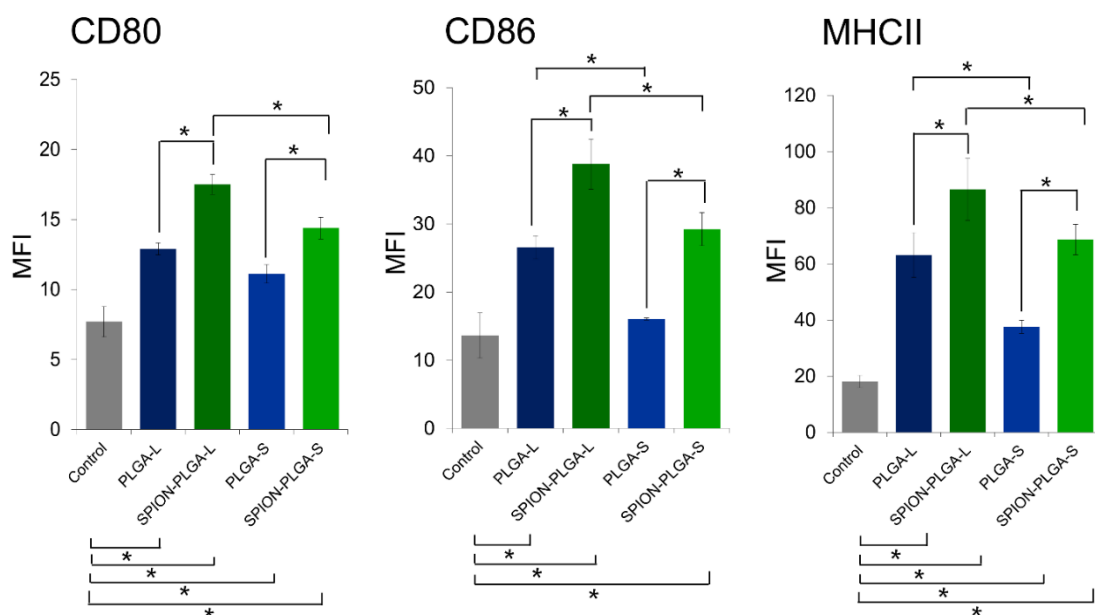 CD80
CD86
MHCII
MFI
25
20
15
10
5
0
*
*
*
Control
PLGA-L
SPION-PLGA-L
PLGA-S
SPION-PLGA-S
*
*
*
*
MFI
50
40
30
20
10
0
*
*
*
*
Control
PLGA-L
SPION-PLGA-L
PLGA-S
SPION-PLGA-S
*
*
*
MFI
120
100
80
60
40
20
0
*
*
*
*
Control
PLGA-L
SPION-PLGA-L
PLGA-S
SPION-PLGA-S
*
*
*
*